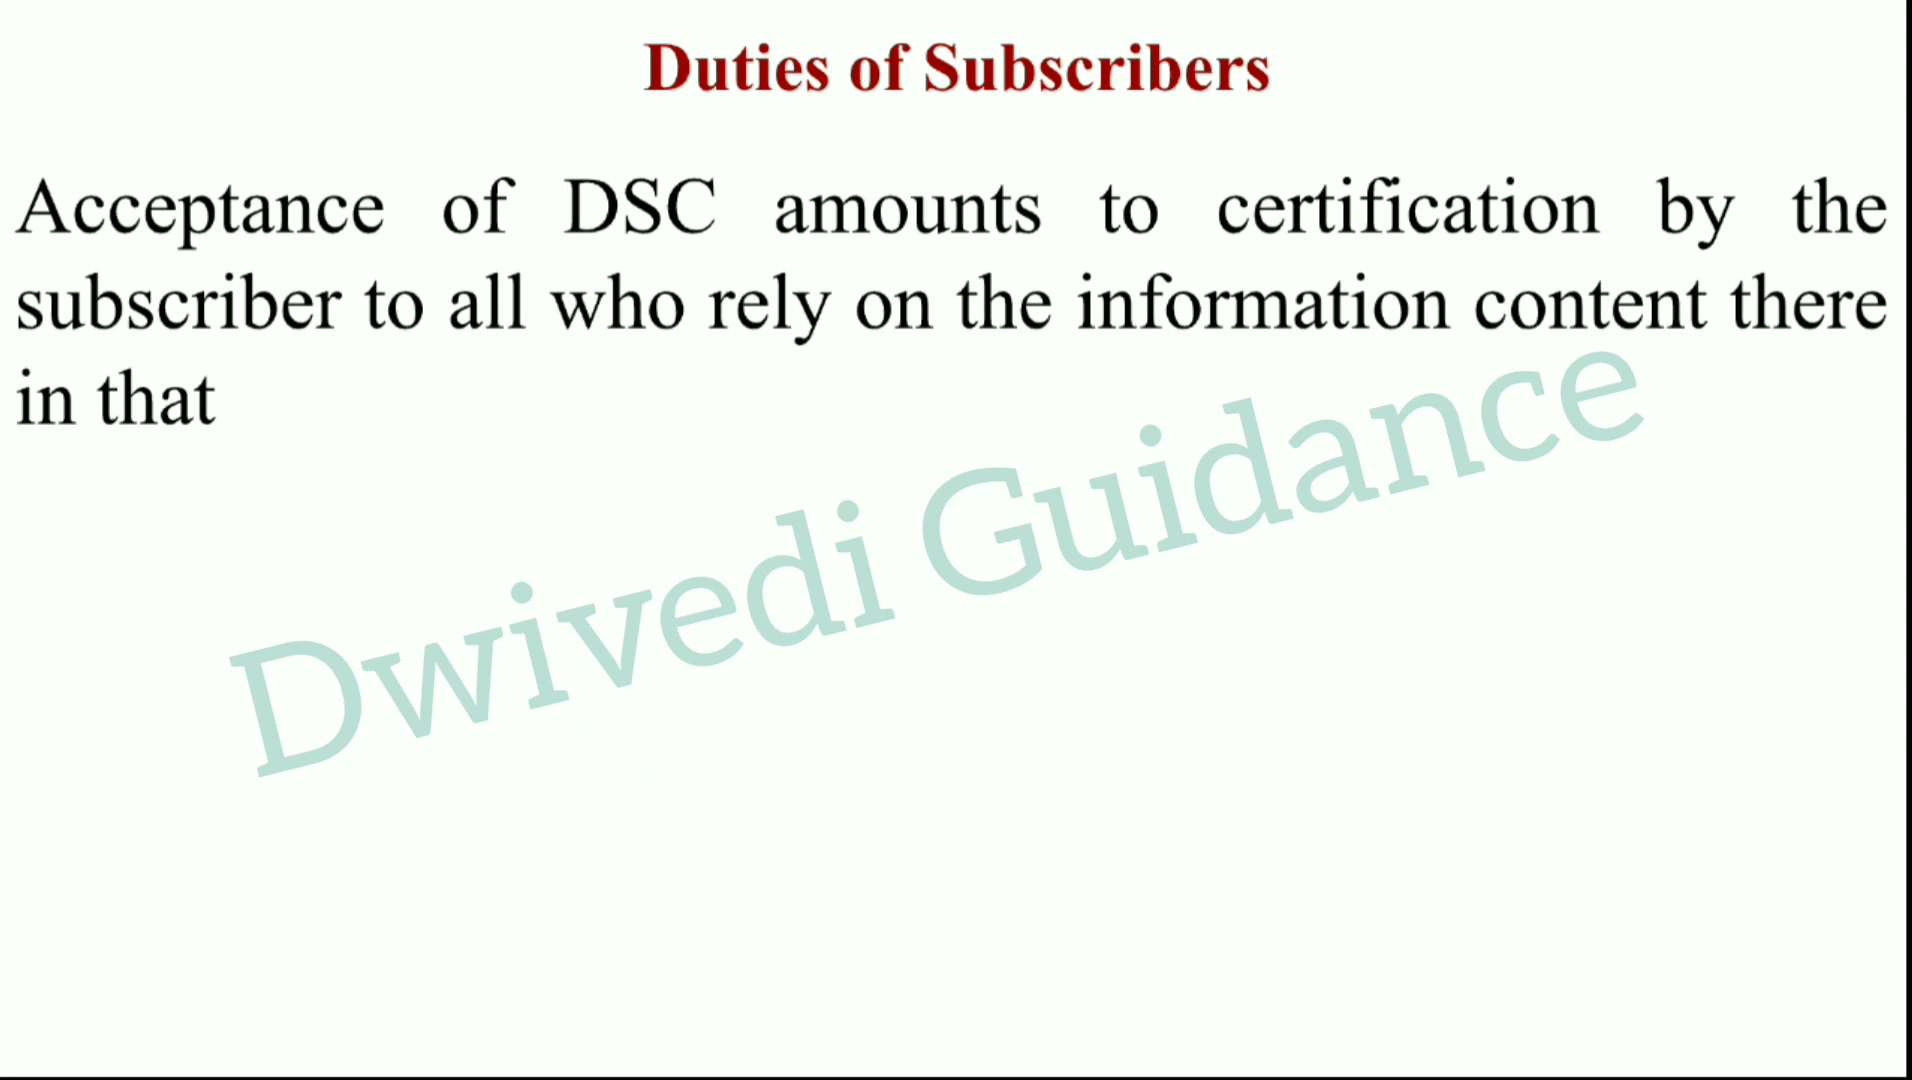 Duties of Subscribers
Acceptance of DSC amounts to certification by the
subscriber to all who rely on the information content there
in that
Dwivedi Guidance